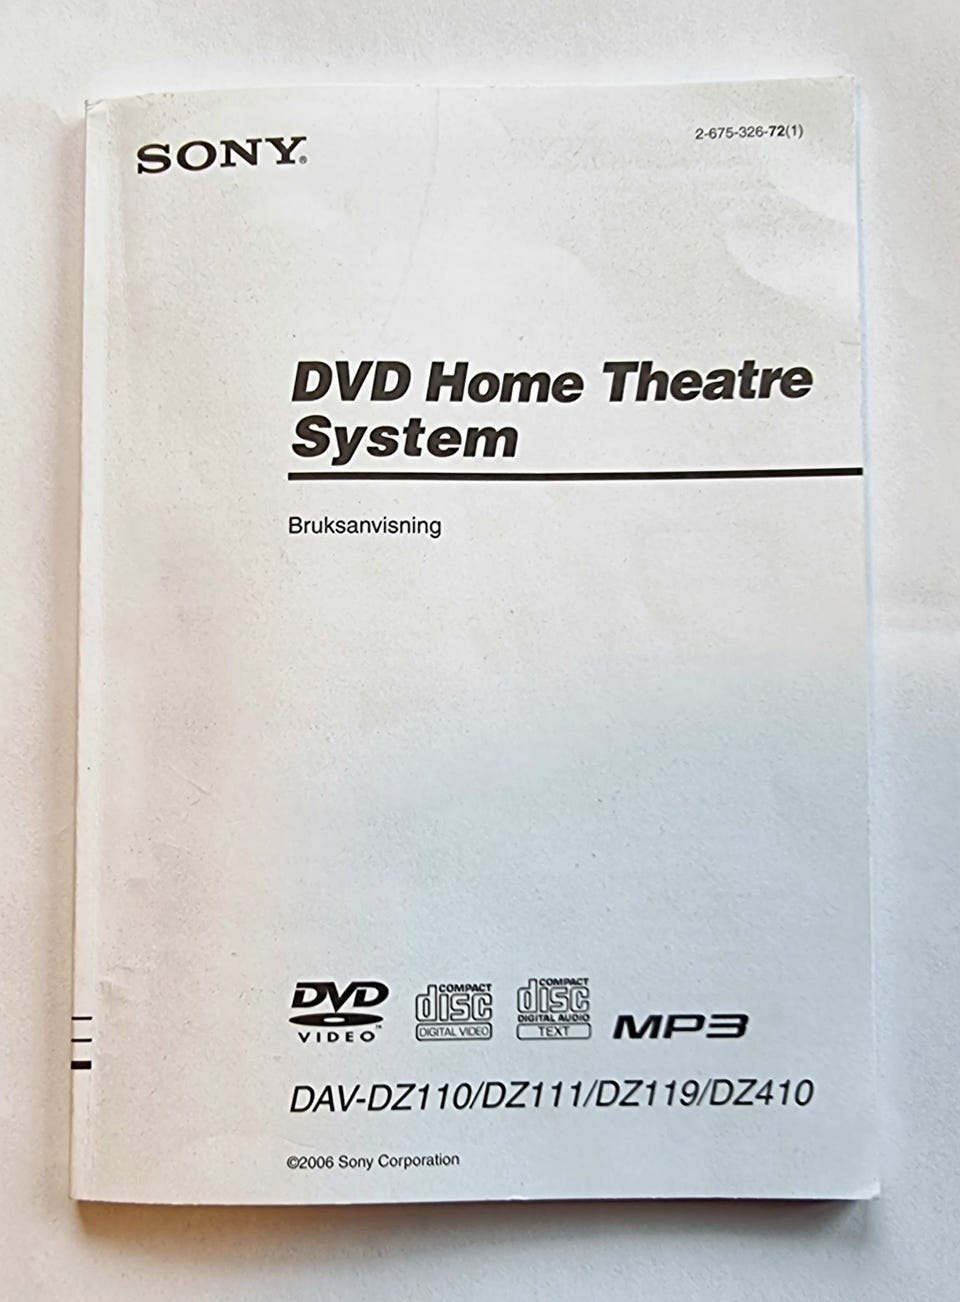 SONY®
2-675-326-72(1)
DVD Home Theatre
System
Bruksanvisning
DVD
VIDEO™
COMPACT
disc
DIGITAL VIDEO
COMPACT
disc
DIGITAL AUDIO
TEXT
MP3
DAV-DZ110/DZ111/DZ119/DZ410
©2006 Sony Corporation